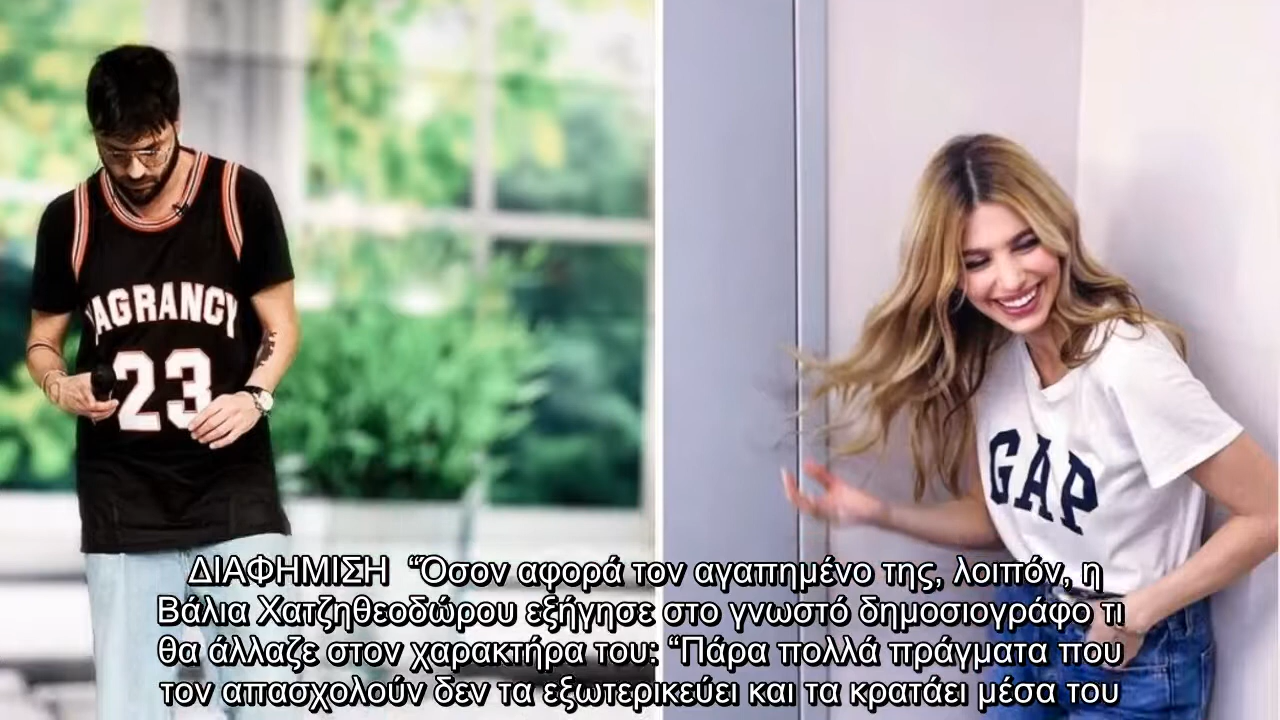 AGRANCY
23
GAP
ΔΙΑΦΗΜΙΣΗ “Όσον αφορά τον αγαπημένο της, λοιπόν, η
Βάλια Χατζηθεοδώρου εξήγησε στο γνωστό δημοσιογράφο τι
θα άλλαζε στον χαρακτήρα του: “Πάρα πολλά πράγματα που
τον απασχολούν δεν τα εξωτερικεύει και τα κρατάει μέσα του